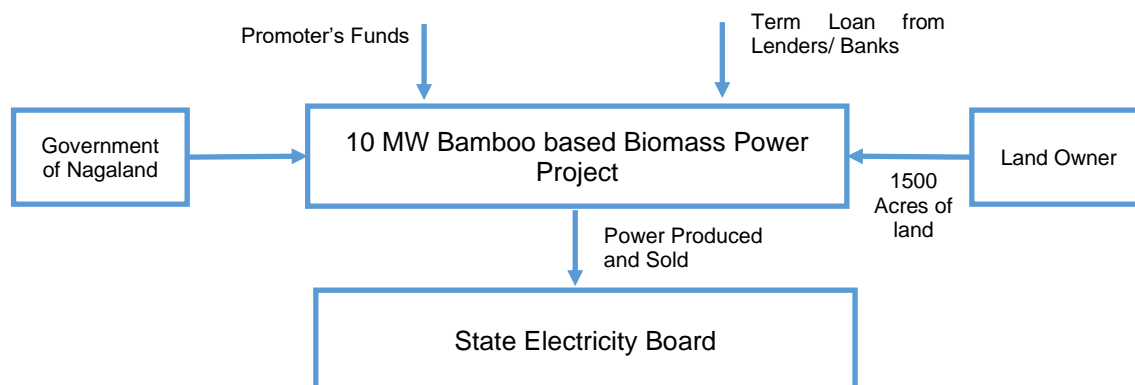 Promoter’s Funds
Term Loan from
Lenders/ Banks
Government
of Nagaland
10 MW Bamboo based Biomass Power
Project
Land Owner
1500
Acres of
land
Power Produced
and Sold
State Electricity Board